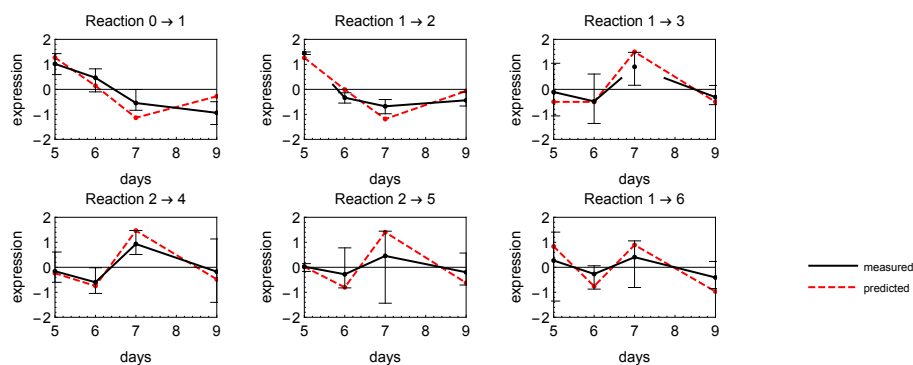 Reaction 0 → 1
Reaction 1 → 2
Reaction 1 → 3
expression
2
1
0
−1
−2
5 6 7 8 9
days
expression
2
1
0
−1
−2
5 6 7 8 9
days
expression
2
1
0
−1
−2
5 6 7 8 9
days
Reaction 2 → 4
Reaction 2 → 5
Reaction 1 → 6
expression
2
1
0
−1
−2
5 6 7 8 9
days
expression
2
1
0
−1
−2
5 6 7 8 9
days
expression
2
1
0
−1
−2
5 6 7 8 9
days
measured
predicted